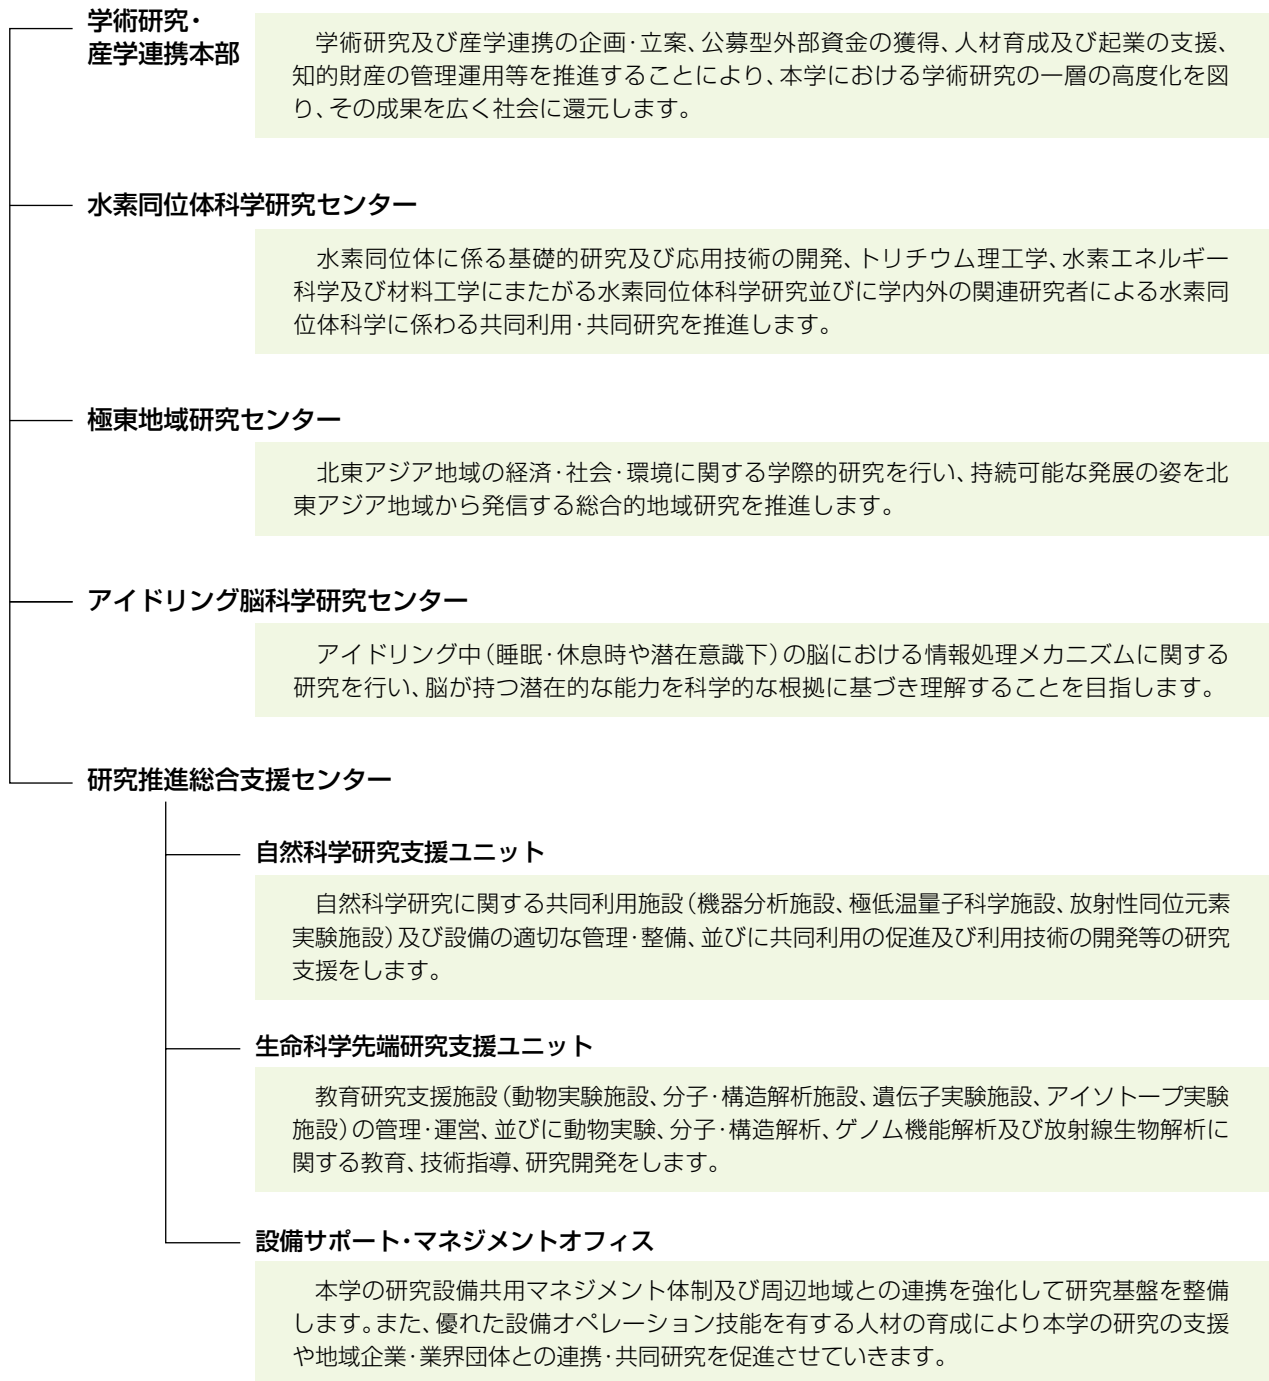 学術研究・
産学連携本部
　学術研究及び産学連携の企画・立案、公募型外部資金の獲得、人材育成及び起業の支援、
知的財産の管理運用等を推進することにより、本学における学術研究の一層の高度化を図
り、その成果を広く社会に還元します。
水素同位体科学研究センター
　水素同位体に係る基礎的研究及び応用技術の開発、トリチウム理工学、水素エネルギー
科学及び材料工学にまたがる水素同位体科学研究並びに学内外の関連研究者による水素同
位体科学に係わる共同利用・共同研究を推進します。
極東地域研究センター
　北東アジア地域の経済・社会・環境に関する学際的研究を行い、持続可能な発展の姿を北
東アジア地域から発信する総合的地域研究を推進します。
アイドリング脳科学研究センター
　アイドリング中（睡眠・休息時や潜在意識下）の脳における情報処理メカニズムに関する
研究を行い、脳が持つ潜在的な能力を科学的な根拠に基づき理解することを目指します。
研究推進総合支援センター
自然科学研究支援ユニット
　自然科学研究に関する共同利用施設（機器分析施設、極低温量子科学施設、放射性同位元素
実験施設）及び設備の適切な管理・整備、並びに共同利用の促進及び利用技術の開発等の研究
支援をします。
生命科学先端研究支援ユニット
　教育研究支援施設（動物実験施設、分子・構造解析施設、遺伝子実験施設、アイソトープ実験
施設）の管理・運営、並びに動物実験、分子・構造解析、ゲノム機能解析及び放射線生物解析に
関する教育、技術指導、研究開発をします。
設備サポート・マネジメントオフィス
　本学の研究設備共用マネジメント体制及び周辺地域との連携を強化して研究基盤を整備
します。また、優れた設備オペレーション技能を有する人材の育成により本学の研究の支援
や地域企業・業界団体との連携・共同研究を促進させていきます。